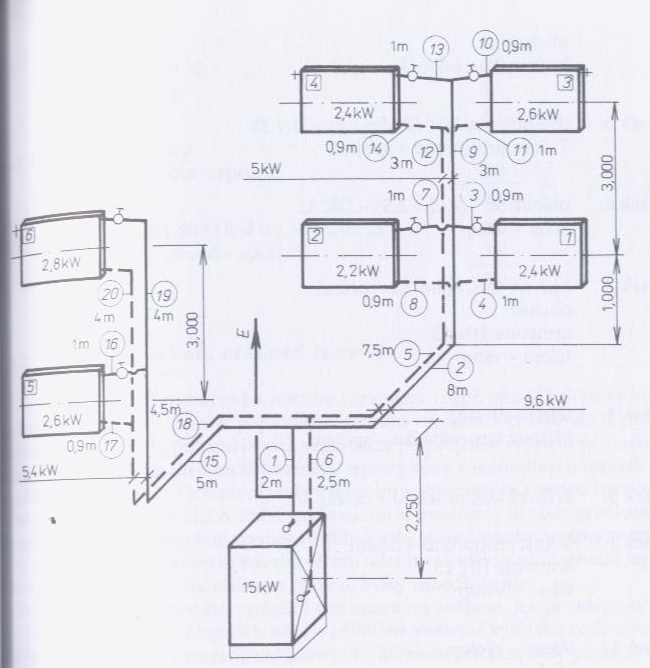 1m 13 10 0,9m
4 3
2,4kW 2,6kW
0,9m 14 12 9 11 1m
3m 3m
5kW
3,000
1m 7 3 0,9m
2 1
2,2kW 2,4kW
0,9m 8 4 1m
1,000
6
2,8kW
20 19
4m 4m
3,000
E
1m 16
7,5m 5 2
8m
5
2,6kW
4,5m
9,6kW
0,9m 17 18
5,4kW
15
5m
1 6
2m 2,5m
2,250
15kW